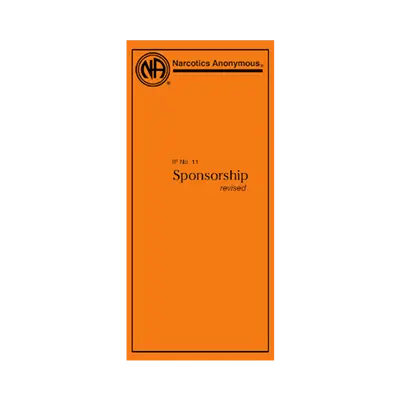 NA
Narcotics Anonymous®
®
IP No. 11
Sponsorship
revised